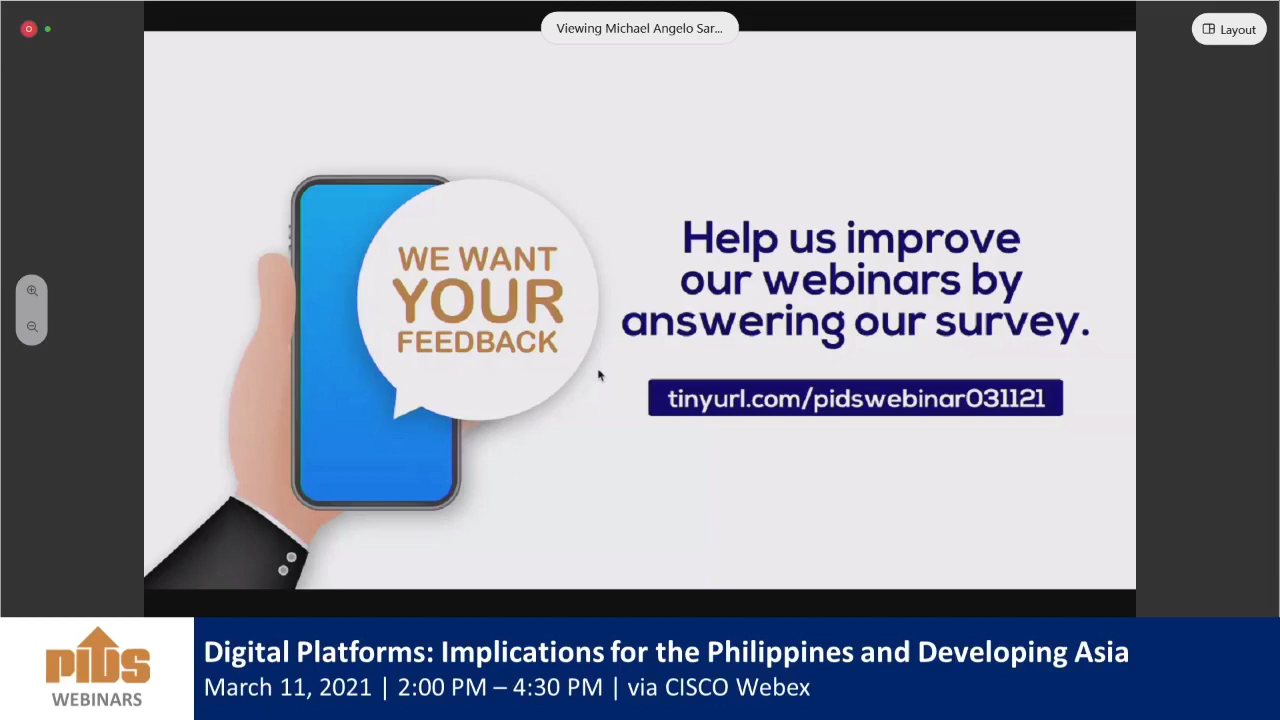 Viewing Michael Angelo Sar...
Layout
WE WANT
YOUR
FEEDBACK
Help us improve
our webinars by
answering our survey.
tinyurl.com/pidswebinar031121
pids
WEBINARS
Digital Platforms: Implications for the Philippines and Developing Asia
March 11, 2021 | 2:00 PM – 4:30 PM | via CISCO Webex